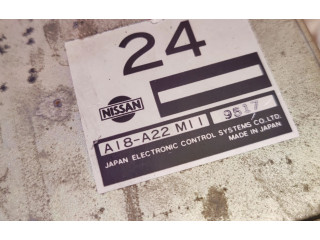 24
NISSAN
A18-A22 M11 9517
JAPAN ELECTRONIC CONTROL SYSTEMS CO.,LTD.
MADE IN JAPAN